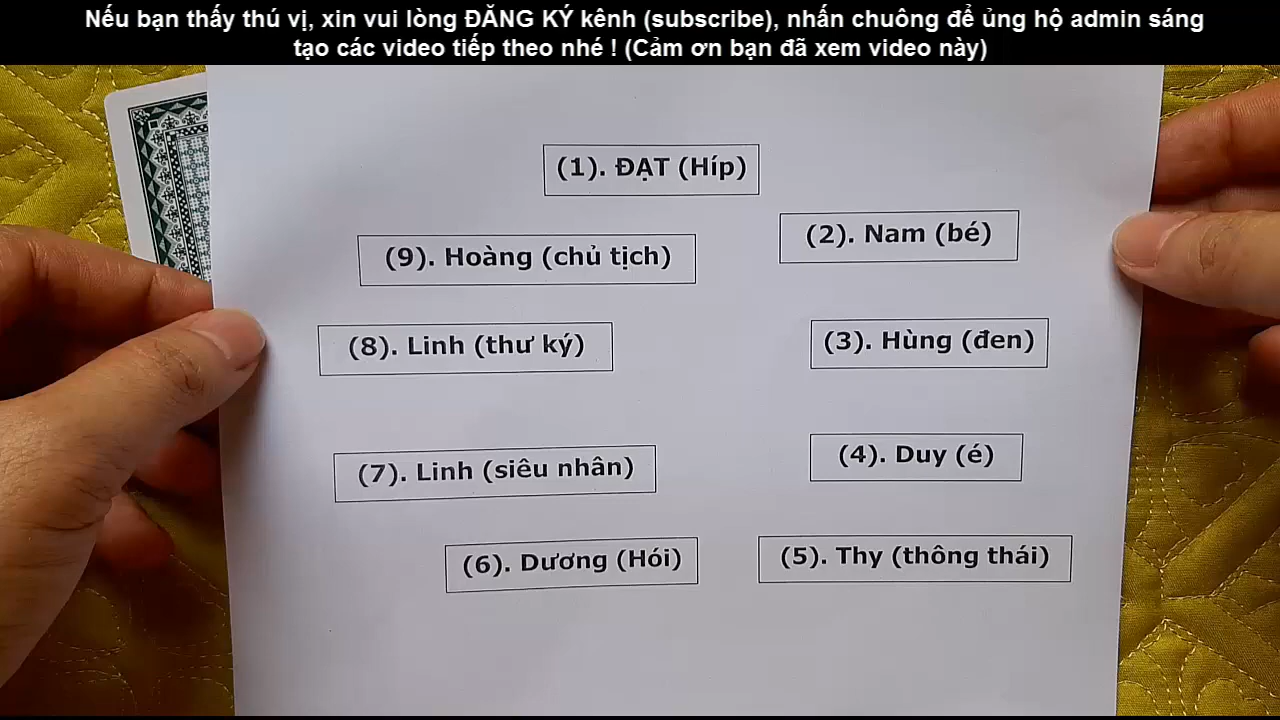 Nếu bạn thấy thú vị, xin vui lòng ĐĂNG KÝ kênh (subscribe), nhấn chuông để ủng hộ admin sáng
tạo các video tiếp theo nhé ! (Cảm ơn bạn đã xem video này)
(1). ĐẠT (Híp)
(2). Nam (bé)
(9). Hoàng (chủ tịch)
(8). Linh (thư ký)
(3). Hùng (đen)
(7). Linh (siêu nhân)
(4). Duy (é)
(6). Dương (Hói)
(5). Thy (thông thái)